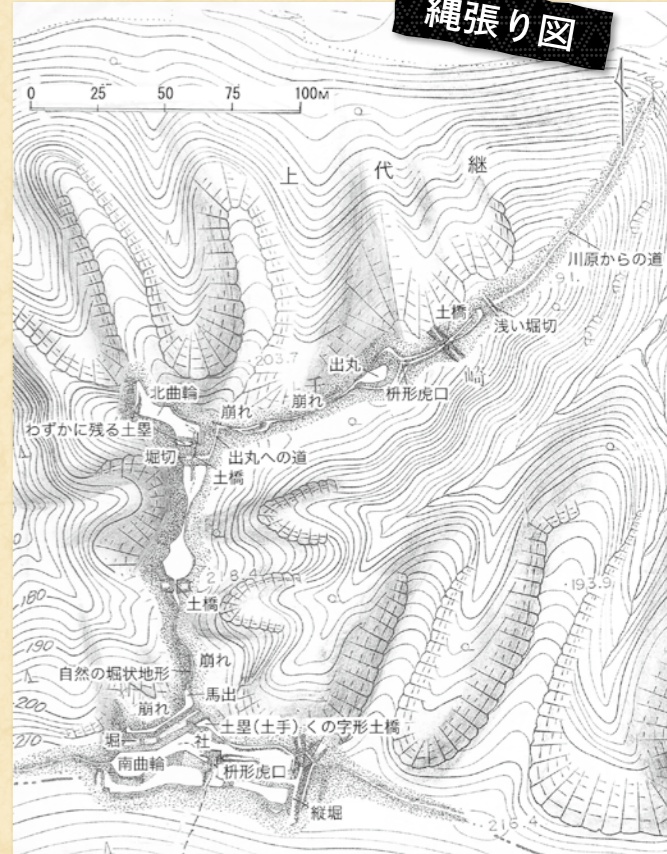 縄張り図
0 25 50 75 100M
上代継
川原からの道
91.
土橋
浅い堀切
203.7
出丸
千
枡形虎口
北曲輪
崩れ
崩れ
わずかに残る土塁
堀切
出丸への道
土橋
218.4
193.9
180
土橋
190
崩れ
自然の堀状地形
馬出
200
崩れ
土塁(土手)くの字形土橋
210
堀
社
南曲輪
枡形虎口
縦堀
216.4